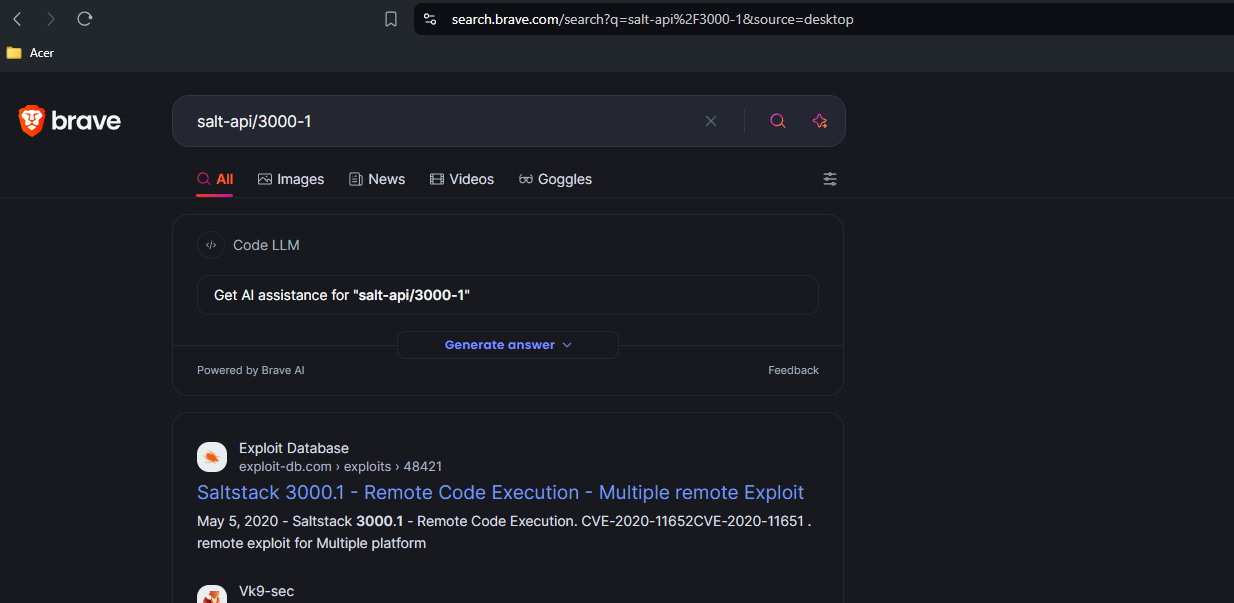 search.brave.com/search?q=salt-api%2F3000-1&source=desktop
Acer
brave
salt-api/3000-1
All Images News Videos Goggles
Code LLM
Get AI assistance for "salt-api/3000-1"
Generate answer
Powered by Brave AI Feedback
Exploit Database
exploit-db.com › exploits › 48421
Saltstack 3000.1 - Remote Code Execution - Multiple remote Exploit
May 5, 2020 - Saltstack 3000.1 - Remote Code Execution. CVE-2020-11652CVE-2020-11651 .
remote exploit for Multiple platform
Vk9-sec